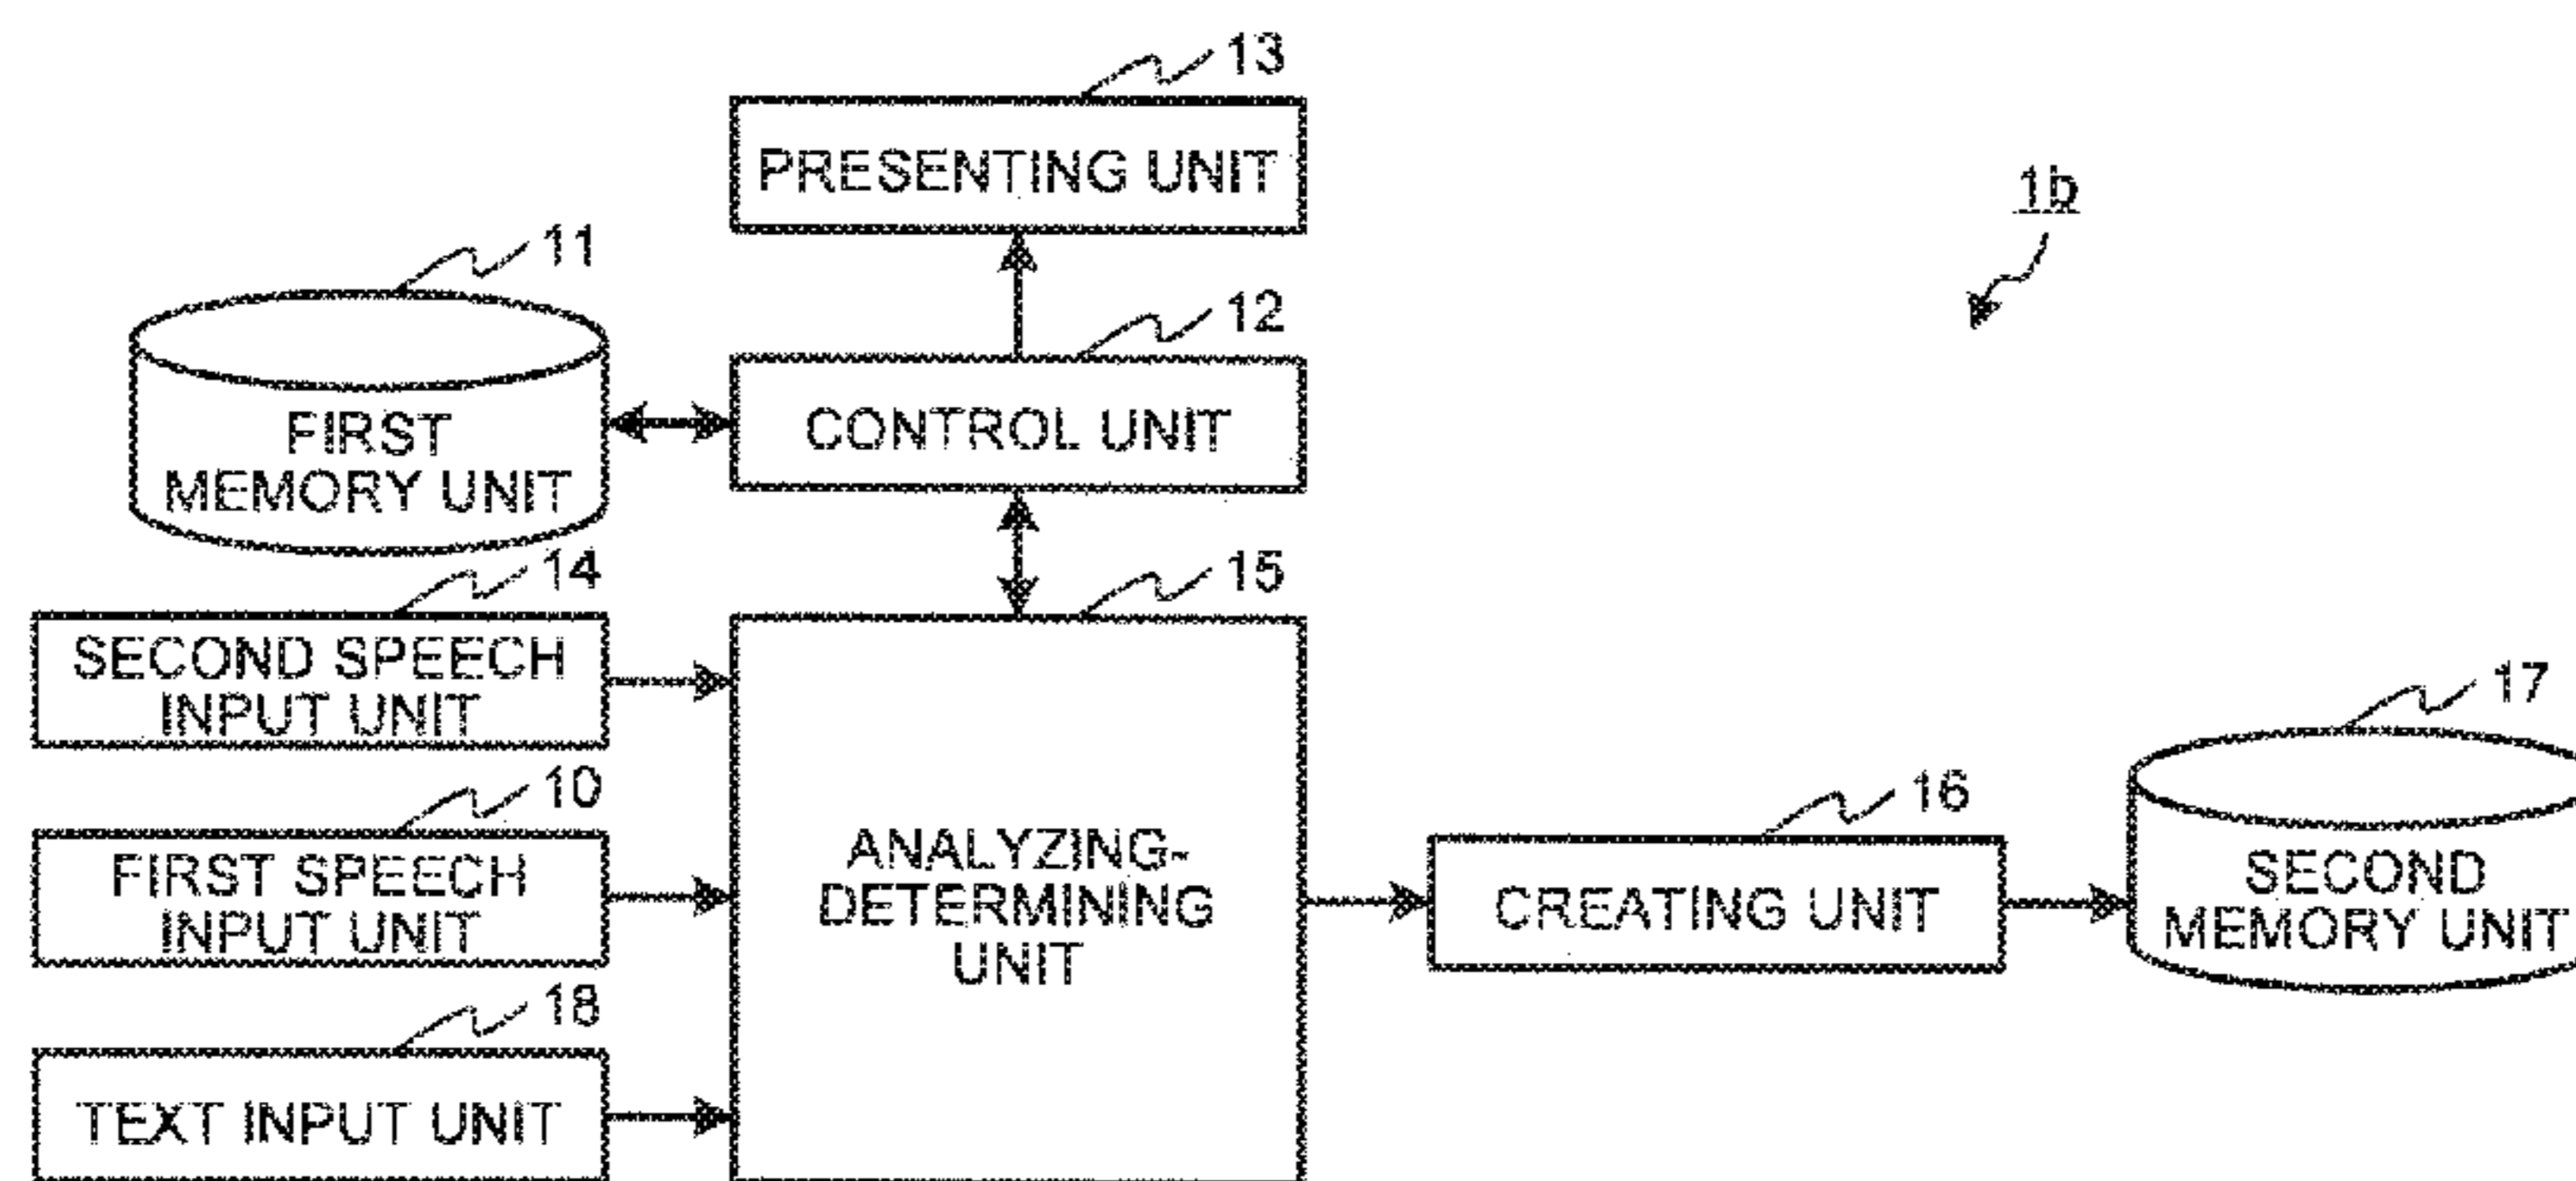 13
PRESENTING UNIT
1b
11
12
FIRST
MEMORY UNIT
CONTROL UNIT
14
15
SECOND SPEECH
INPUT UNIT
17
10
16
FIRST SPEECH
INPUT UNIT
ANALYZING-
DETERMINING
UNIT
CREATING UNIT
SECOND
MEMORY UNIT
18
TEXT INPUT UNIT